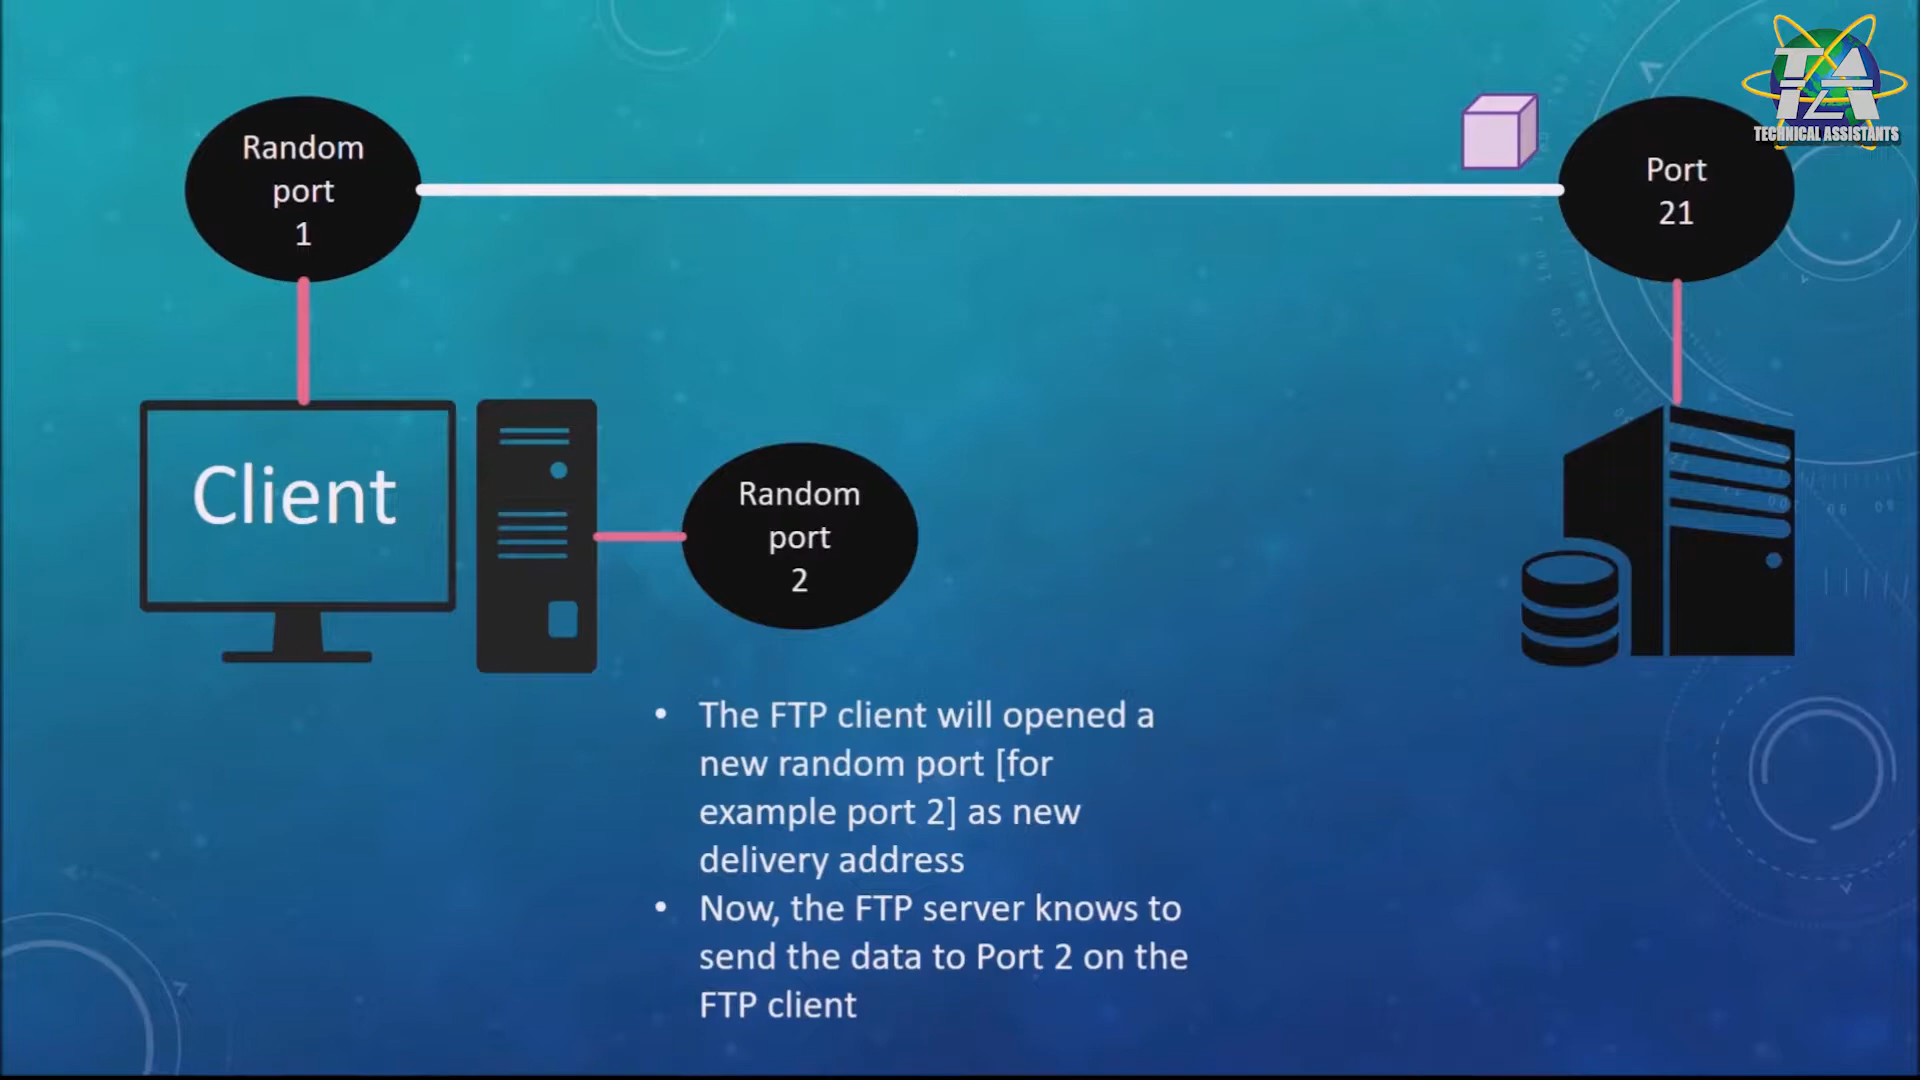 TA
TECHNICAL ASSISTANTS
Random
port
1
Port
21
Client
Random
port
2
• The FTP client will opened a
new random port [for
example port 2] as new
delivery address
• Now, the FTP server knows to
send the data to Port 2 on the
FTP client